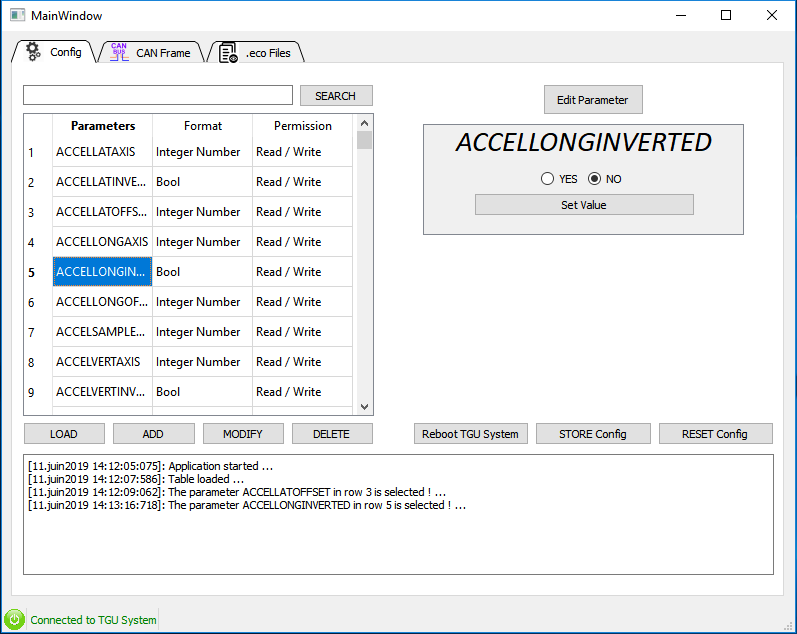 MainWindow
Config
CAN BUS
CAN Frame
.eco Files
SEARCH
Edit Parameter
Parameters Format Permission
1 ACCELLATAXIS Integer Number Read / Write
2 ACCELLATINVE... Bool Read / Write
3 ACCELLATOFFS... Integer Number Read / Write
4 ACCELLONGAXIS Integer Number Read / Write
5 ACCELLONGIN... Bool Read / Write
6 ACCELLONGOF... Integer Number Read / Write
7 ACCELSAMPLE... Integer Number Read / Write
8 ACCELVERTAXIS Integer Number Read / Write
9 ACCELVERTINV... Bool Read / Write
ACCELLONGINVERTED
YES NO
Set Value
LOAD ADD MODIFY DELETE
Reboot TGU System STORE Config RESET Config
[11.juin2019 14:12:05:075]: Application started ...
[11.juin2019 14:12:07:586]: Table loaded ...
[11.juin2019 14:12:09:062]: The parameter ACCELLATOFFSET in row 3 is selected ! ...
[11.juin2019 14:13:16:718]: The parameter ACCELLONGINVERTED in row 5 is selected ! ...
Connected to TGU System